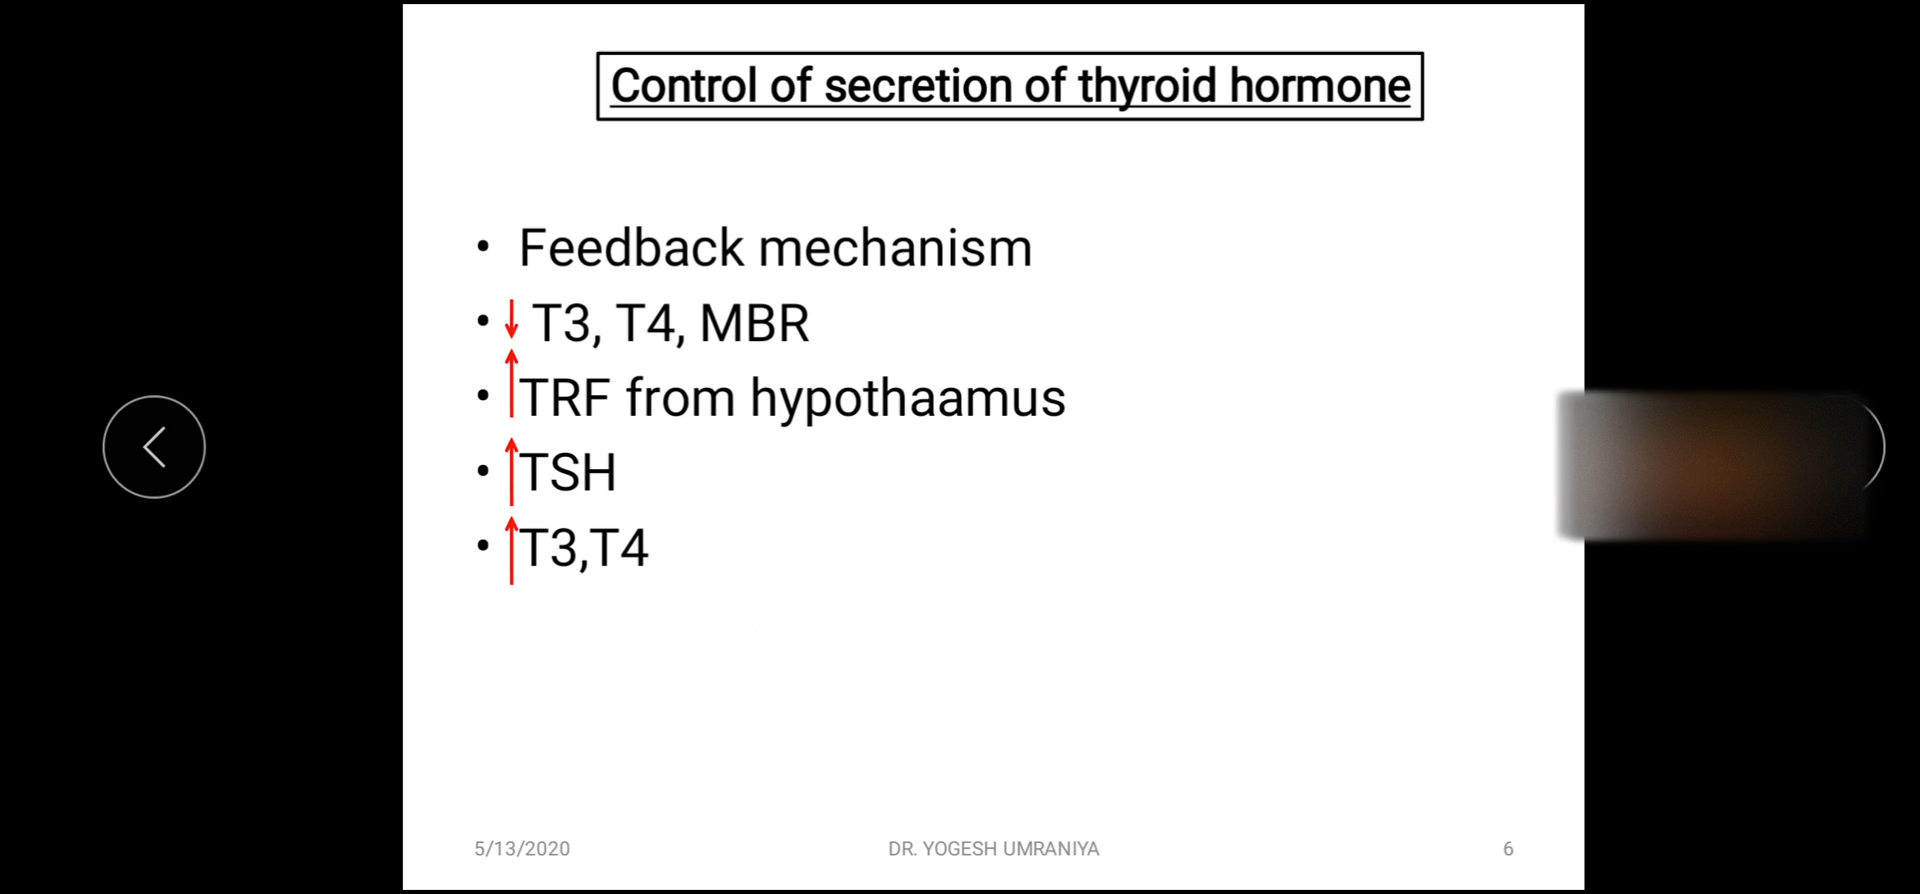 Control of secretion of thyroid hormone
• Feedback mechanism
• ↓ T3, T4, MBR
• ↑TRF from hypothaamus
• ↑TSH
• ↑T3,T4
5/13/2020 DR. YOGESH UMRANIYA 6